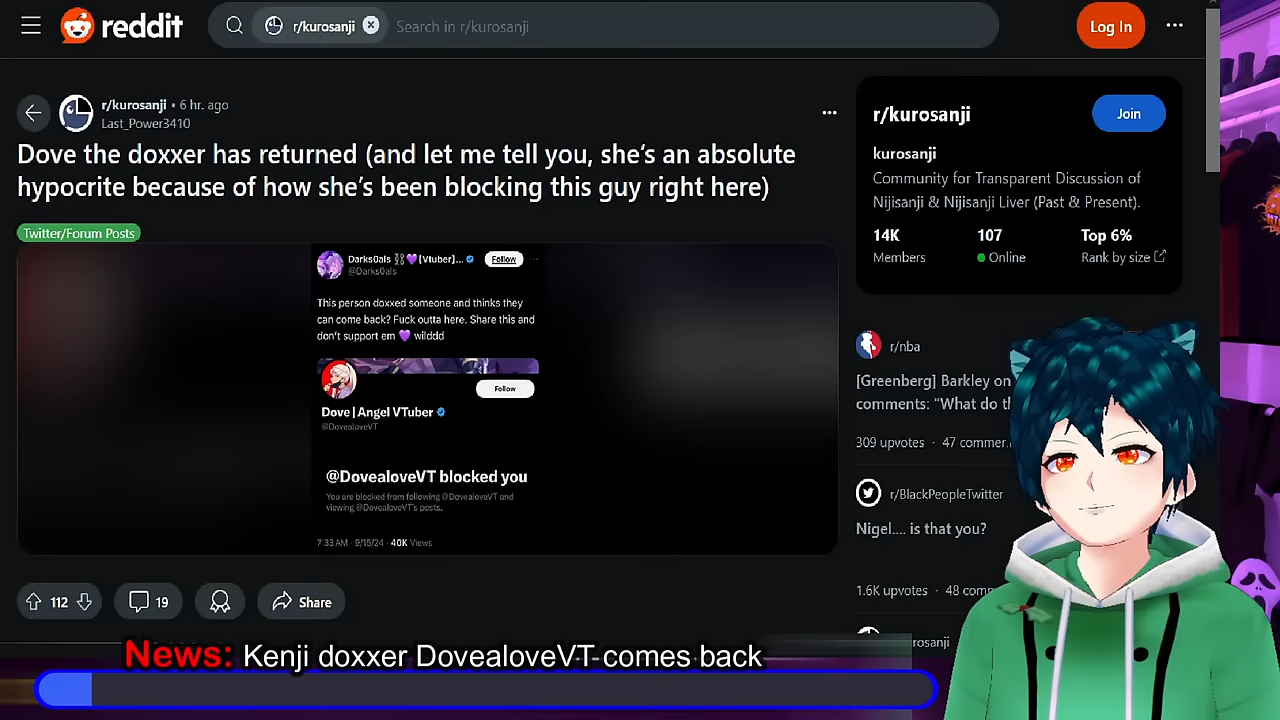 reddit
r/kurosanji
Search in r/kurosanji
Log In
r/kurosanji • 6 hr. ago
Last_Power3410
Dove the doxxer has returned (and let me tell you, she's an absolute
hypocrite because of how she's been blocking this guy right here)
Twitter/Forum Posts
Darks0als ⛓💜[Vtuber]...
@Darks0als
Follow
This person doxxed someone and thinks they
can come back? Fuck outta here. Share this and
don't support em 💜 wilddd
Follow
Dove | Angel VTuber
@DovealoveVT
@DovealoveVT blocked you
You are blocked from following @DovealoveVT and
viewing @DovealoveVT's posts.
7:33 AM · 9/15/24 · 40K Views
112
19
Share
r/kurosanji
Join
kurosanji
Community for Transparent Discussion of
Nijisanji & Nijisanji Liver (Past & Present).
14K
107
Top 6%
Members
Online
Rank by size
r/nba
[Greenberg] Barkley on
comments: "What do th
309 upvotes · 47 commen
r/BlackPeopleTwitter
Nigel.... is that you?
1.6K upvotes · 48 com
osanji
News: Kenji doxxer DovealoveVT comes back